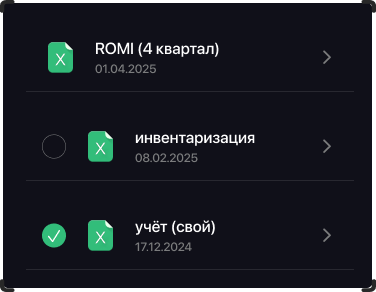 ROMI (4 квартал)
01.04.2025
X
инвентаризация
08.02.2025
X
учёт (свой)
17.12.2024
X